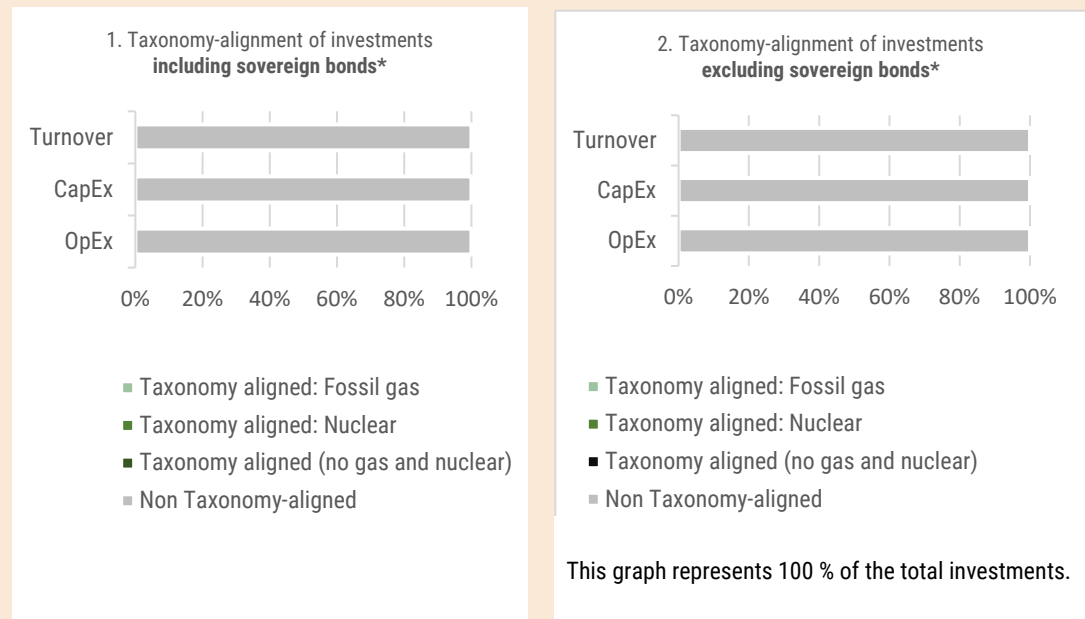 1. Taxonomy-alignment of investments
including sovereign bonds*
Turnover
CapEx
OpEx
0% 20% 40% 60% 80% 100%
Taxonomy aligned: Fossil gas
Taxonomy aligned: Nuclear
Taxonomy aligned (no gas and nuclear)
Non Taxonomy-aligned
2. Taxonomy-alignment of investments
excluding sovereign bonds*
Turnover
CapEx
OpEx
0% 20% 40% 60% 80% 100%
Taxonomy aligned: Fossil gas
Taxonomy aligned: Nuclear
Taxonomy aligned (no gas and nuclear)
Non Taxonomy-aligned
This graph represents 100 % of the total investments.